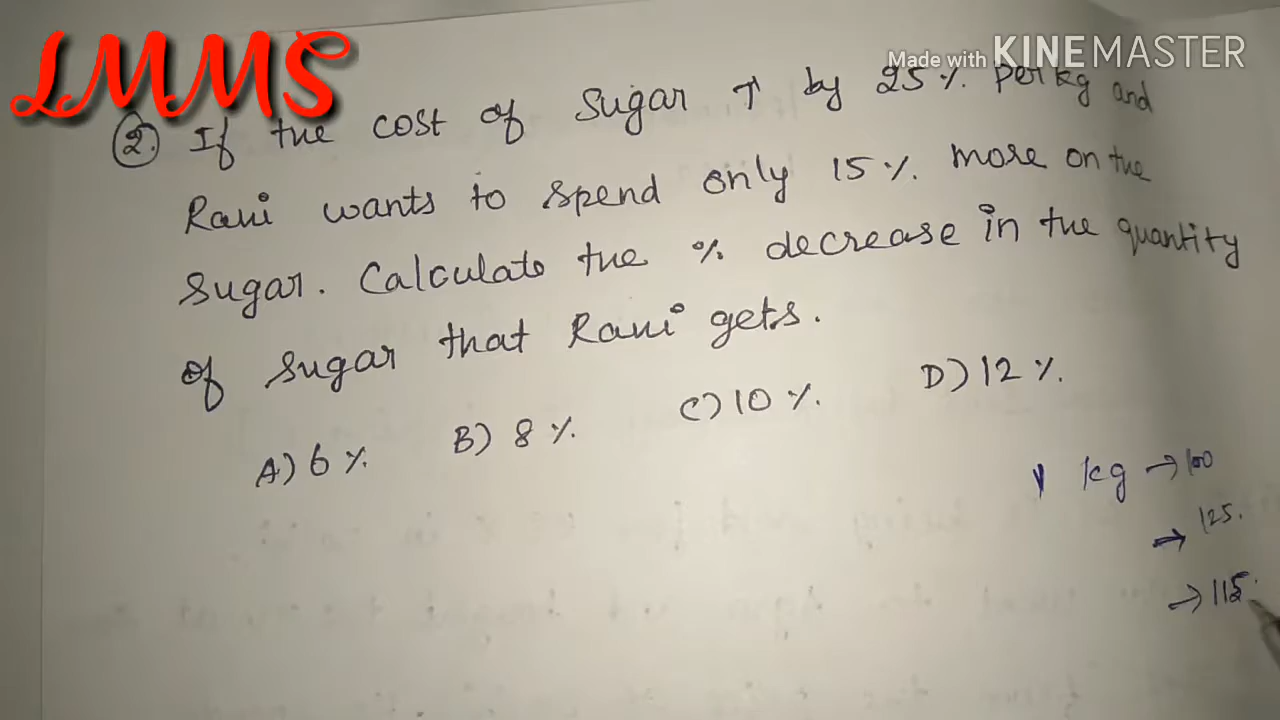 LMMS
Made with KINEMASTER
2. If the cost of sugar ↑ by 25 % per kg and
Rani wants to spend only 15 % more on the
sugar. Calculate the % decrease in the quantity
of sugar that Rani gets.
A) 6 % B) 8 % C) 10 % D) 12 %
1 kg → 100
→ 125.
→ 115